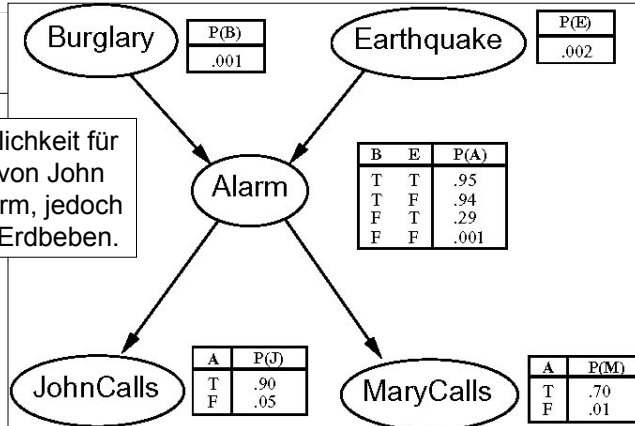 Burglary
P(B)
.001
Earthquake
P(E)
.002
lichkeit für
von John
rm, jedoch
Erdbeben.
Alarm
B E P(A)
T T .95
T F .94
F T .29
F F .001
JohnCalls
A P(J)
T .90
F .05
MaryCalls
A P(M)
T .70
F .01